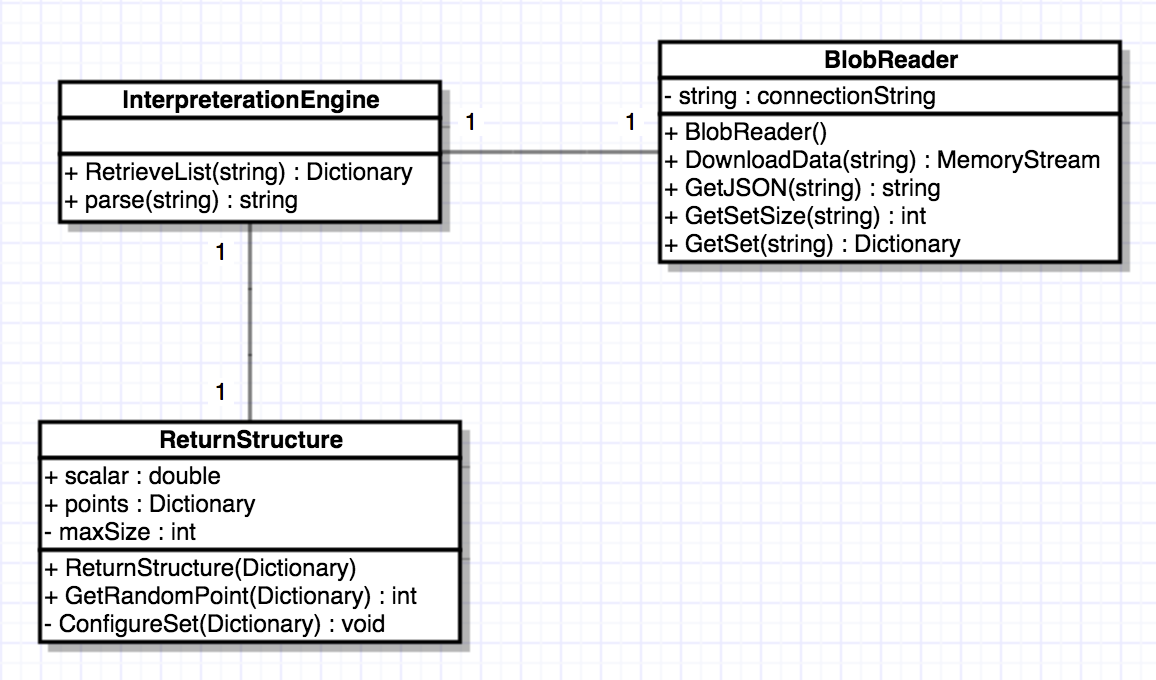 InterpreterationEngine
+ RetrieveList(string) : Dictionary
+ parse(string) : string
1
1
BlobReader
- string : connectionString
+ BlobReader()
+ DownloadData(string) : MemoryStream
+ GetJSON(string) : string
+ GetSetSize(string) : int
+ GetSet(string) : Dictionary
1
1
ReturnStructure
+ scalar : double
+ points : Dictionary
- maxSize : int
+ ReturnStructure(Dictionary)
+ GetRandomPoint(Dictionary) : int
- ConfigureSet(Dictionary) : void